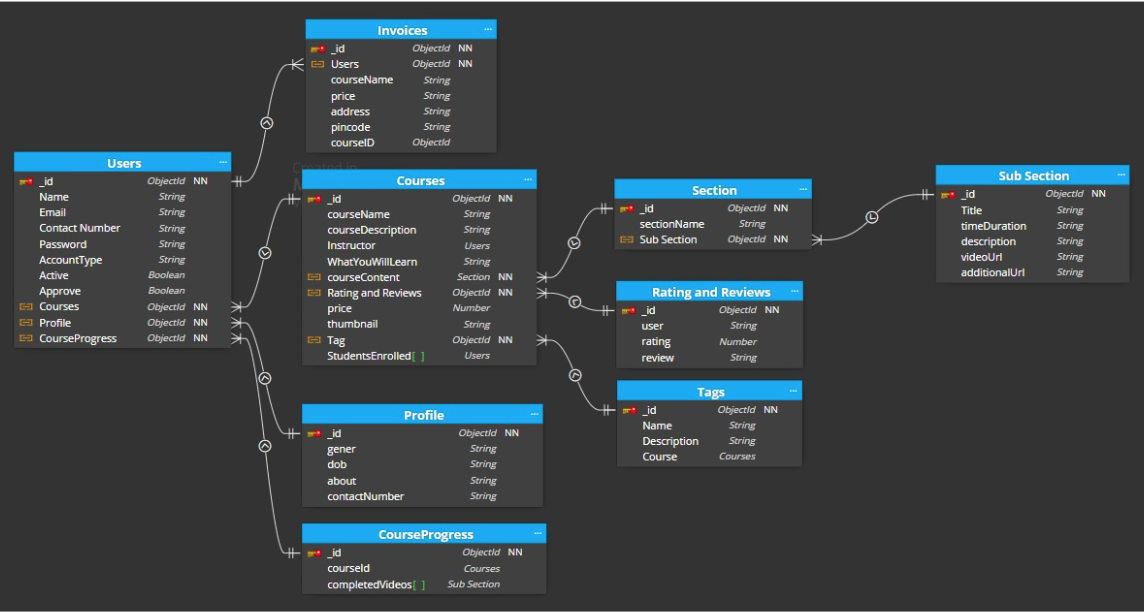 Invoices ...
_id ObjectId NN
Users ObjectId NN
courseName String
price String
address String
pincode String
courseID ObjectId
Users ...
_id ObjectId NN
Name String
Email String
Contact Number String
Password String
AccountType String
Active Boolean
Approve Boolean
Courses ObjectId NN
Profile ObjectId NN
CourseProgress ObjectId NN
Created in
Courses ...
_id ObjectId NN
courseName String
courseDescription String
Instructor Users
WhatYouWillLearn String
courseContent Section NN
Rating and Reviews ObjectId NN
price Number
thumbnail String
Tag ObjectId NN
StudentsEnrolled[ ] Users
Section ...
_id ObjectId NN
sectionName String
Sub Section ObjectId NN
Sub Section ...
_id ObjectId NN
Title String
timeDuration String
description String
videoUrl String
additionalUrl String
Rating and Reviews ...
_id ObjectId NN
user String
rating Number
review String
Tags ...
_id ObjectId NN
Name String
Description String
Course Courses
Profile ...
_id ObjectId NN
gener String
dob String
about String
contactNumber String
CourseProgress ...
_id ObjectId NN
courseId Courses
completedVideos[ ] Sub Section